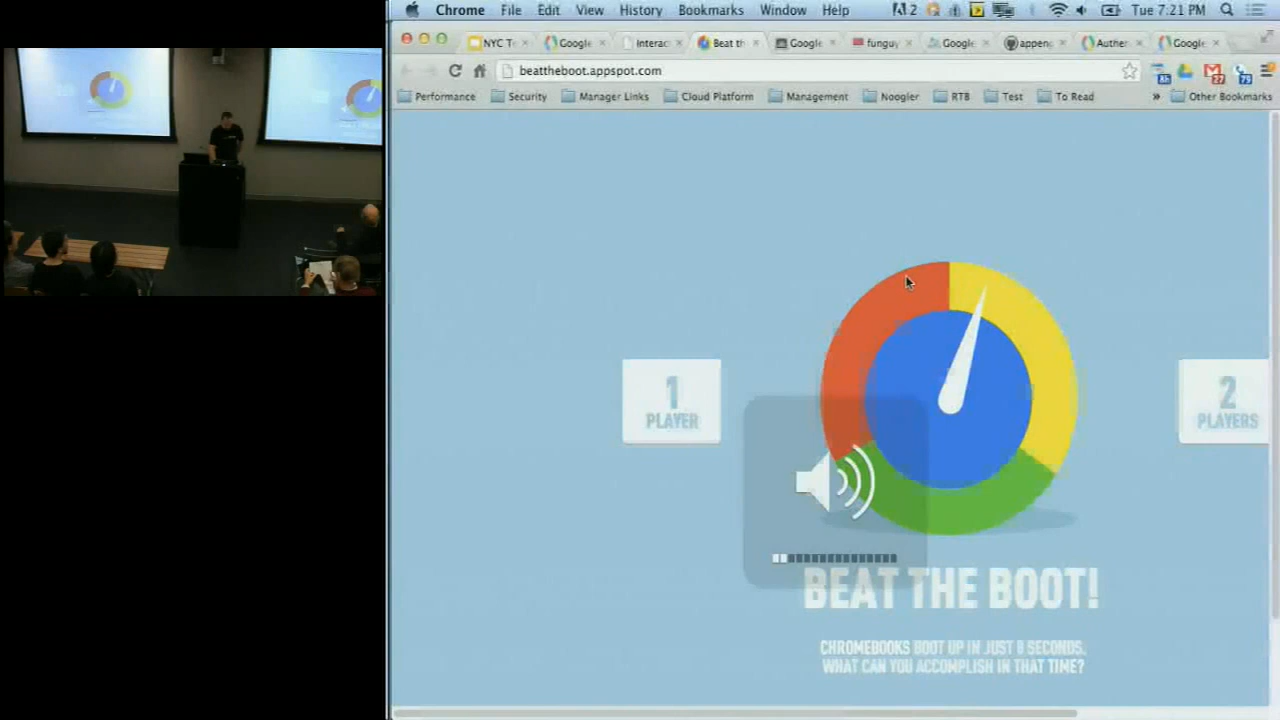 Chrome File Edit View History Bookmarks Window Help
2 Tue 7:21 PM
NYC T Google Interac Beat th Google funguy Google appeng Auther Google
beattheboot.appspot.com
27
Performance Security Manager Links Cloud Platform Management Noogler RTB Test To Read » Other Bookmarks
1
PLAYER
2
PLAYERS
BEAT THE BOOT!
CHROMEBOOKS BOOT UP IN JUST 8 SECONDS.
WHAT CAN YOU ACCOMPLISH IN THAT TIME?